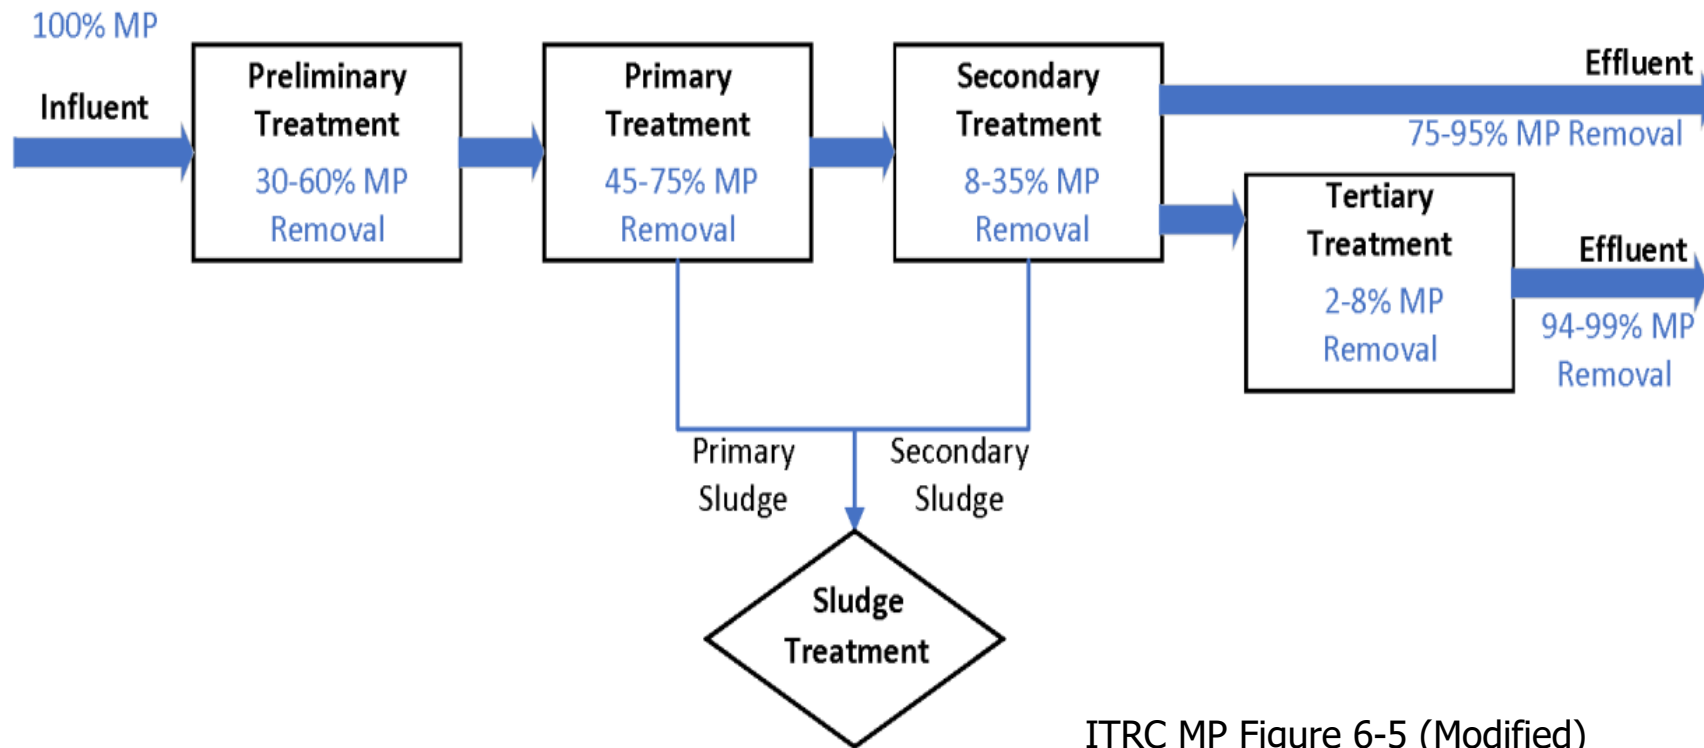 100% MP
Influent
Preliminary
Treatment
30-60% MP
Removal
Primary
Treatment
45-75% MP
Removal
Secondary
Treatment
8-35% MP
Removal
Effluent
75-95% MP Removal
Tertiary
Treatment
2-8% MP
Removal
Effluent
94-99% MP
Removal
Primary
Sludge
Secondary
Sludge
Sludge
Treatment
ITRC MP Figure 6-5 (Modified)